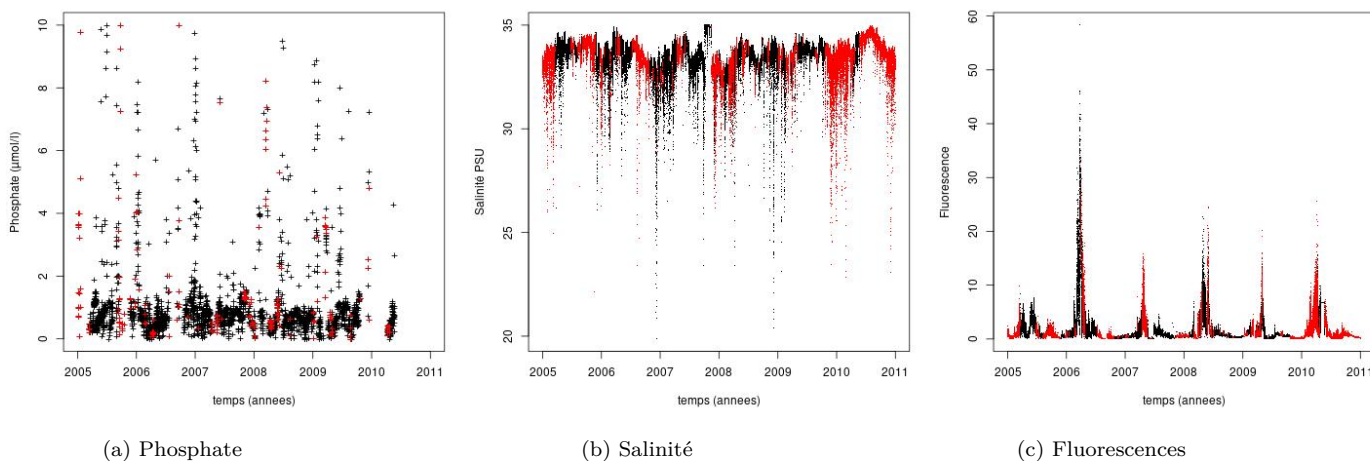 Phosphate (µmol/l)
10
8
6
4
2
0
2005 2006 2007 2008 2009 2010 2011
temps (annees)
(a) Phosphate
Salinité PSU
35
30
25
20
2005 2006 2007 2008 2009 2010 2011
temps (annees)
(b) Salinité
Fluorescence
60
50
40
30
20
10
0
2005 2006 2007 2008 2009 2010 2011
temps (annees)
(c) Fluorescences